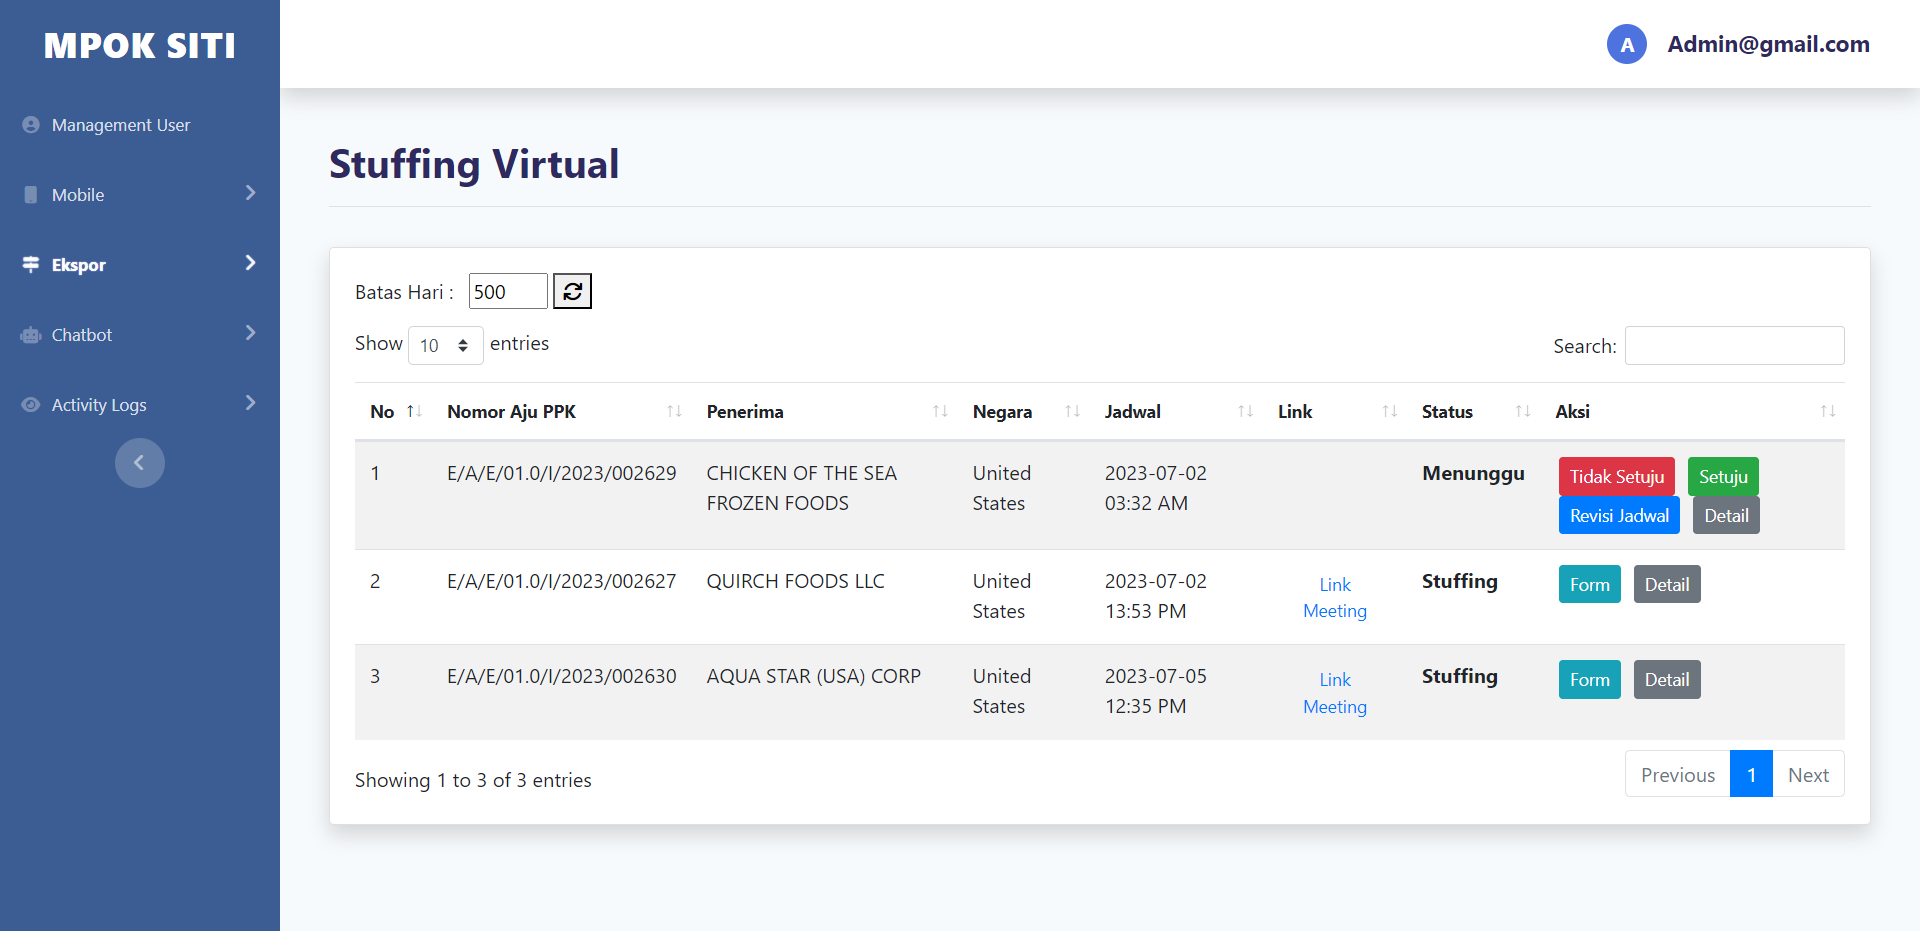 MPOK SITI
A Admin@gmail.com
Management User
Mobile
Ekspor
Chatbot
Activity Logs
Stuffing Virtual
Batas Hari : 500
Show 10 entries
Search:
No Nomor Aju PPK Penerima Negara Jadwal Link Status Aksi
1 E/A/E/01.0/I/2023/002629 CHICKEN OF THE SEA United 2023-07-02 Menunggu Tidak Setuju Setuju
FROZEN FOODS States 03:32 AM Revisi Jadwal Detail
2 E/A/E/01.0/I/2023/002627 QUIRCH FOODS LLC United 2023-07-02 Link Stuffing Form Detail
States 13:53 PM Meeting
3 E/A/E/01.0/I/2023/002630 AQUA STAR (USA) CORP United 2023-07-05 Link Stuffing Form Detail
States 12:35 PM Meeting
Showing 1 to 3 of 3 entries
Previous 1 Next